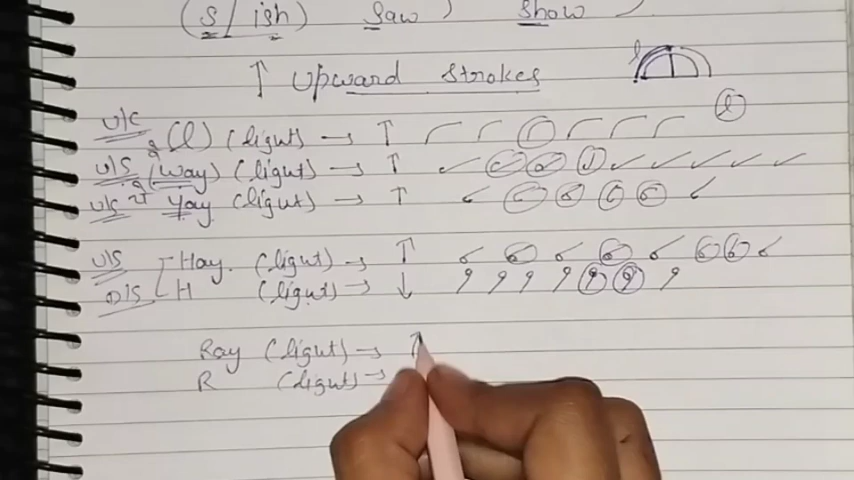 (S/ish) Saw Show
↑ Upward Strokes
U/C (l) (light) → ↑
U/S (way) (light) → ↑
U/S Yay (light) → ↑
U/S Hay. (light) ↑
D/S H (light) → ↓
Ray (light) → ↑
R (light) →